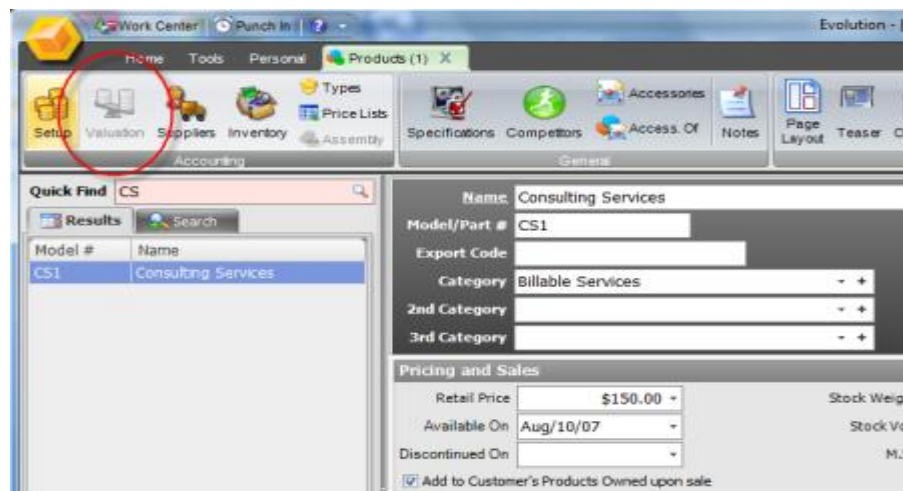 Work Center Punch In
Evolution - [
Home Tools Personal Products (1) X
Setup Valuation Suppliers Inventory Types Price Lists Assembly
Accounting
Specifications Competitors Accessories Access. Of Notes
General
Page Layout Teaser
Quick Find CS
Results Search
Model # Name
CS1 Consulting Services
Name Consulting Services
Model/Part # CS1
Export Code
Category Billable Services
2nd Category
3rd Category
Pricing and Sales
Retail Price $150.00
Stock Weig
Available On Aug/10/07
Stock Vo
Discontinued On
M.
Add to Customer's Products Owned upon sale